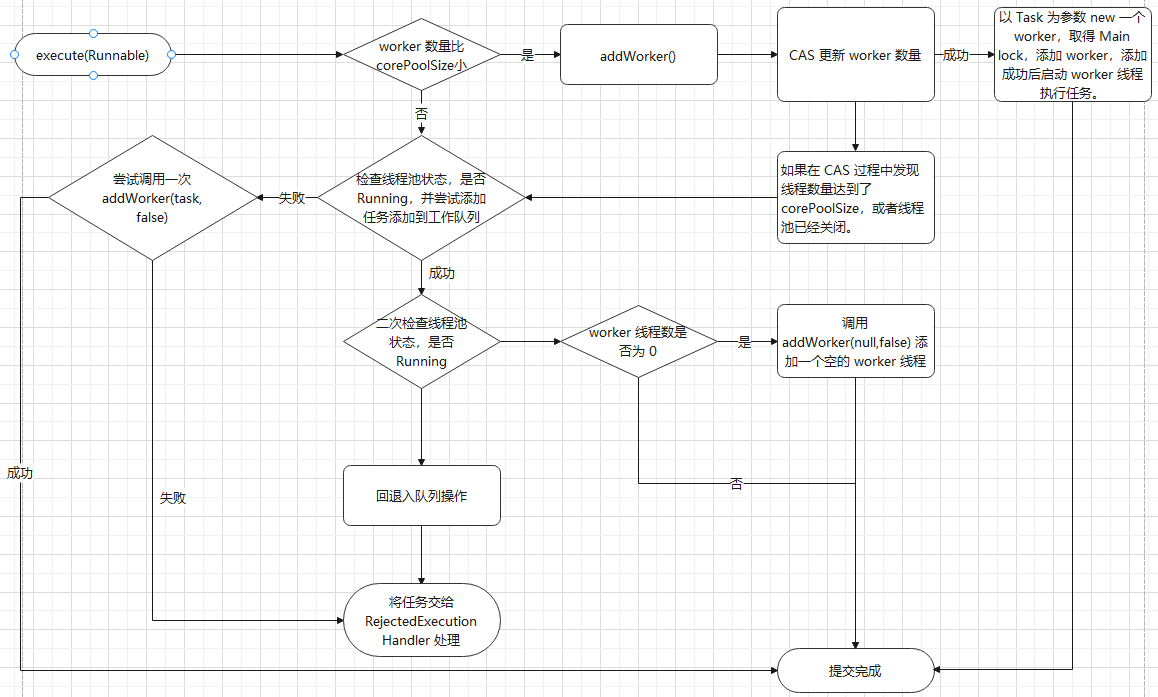 execute(Runnable)
worker 数量比
corePoolSize小
是
addWorker()
CAS 更新 worker 数量
成功
以 Task 为参数 new 一个
worker，取得 Main
lock，添加 worker，添加
成功后启动 worker 线程
执行任务。
否
尝试调用一次
addWorker(task,
false)
失败
检查线程池状态，是否
Running，并尝试添加
任务添加到工作队列
如果在 CAS 过程中发现
线程数量达到了
corePoolSize，或者线程
池已经关闭。
成功
二次检查线程池
状态，是否
Running
worker 线程数是
否为 0
是
调用
addWorker(null,false) 添
加一个空的 worker 线程
成功
失败
回退入队列操作
否
将任务交给
RejectedExecution
Handler 处理
提交完成